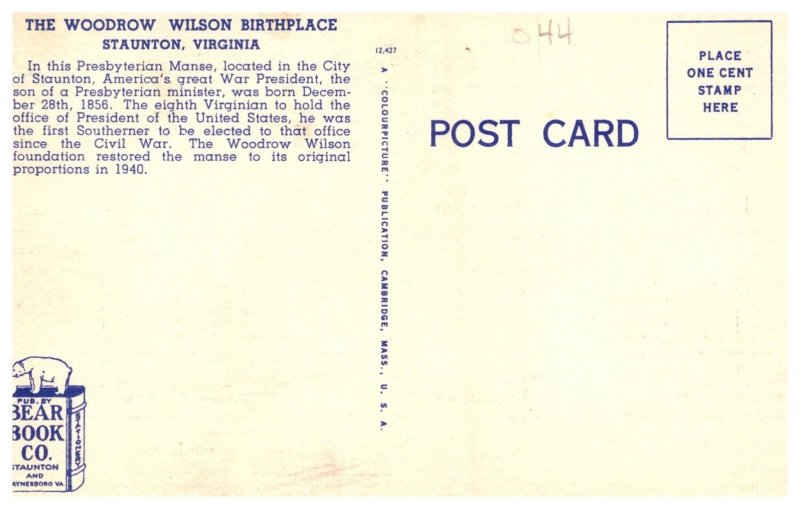 THE WOODROW WILSON BIRTHPLACE
STAUNTON, VIRGINIA
In this Presbyterian Manse, located in the City
of Staunton, America's great War President, the
son of a Presbyterian minister, was born Decem-
ber 28th, 1856. The eighth Virginian to hold the
office of President of the United States, he was
the first Southerner to be elected to that office
since the Civil War. The Woodrow Wilson
foundation restored the manse to its original
proportions in 1940.
PUB. BY
BEAR
BOOK
CO.
STAUNTON
AND
AYNESBORO VA.
STATIONERY
12,427
A "COLOURPICTURE" PUBLICATION, CAMBRIDGE, MASS., U. S. A.
044
POST CARD
PLACE
ONE CENT
STAMP
HERE